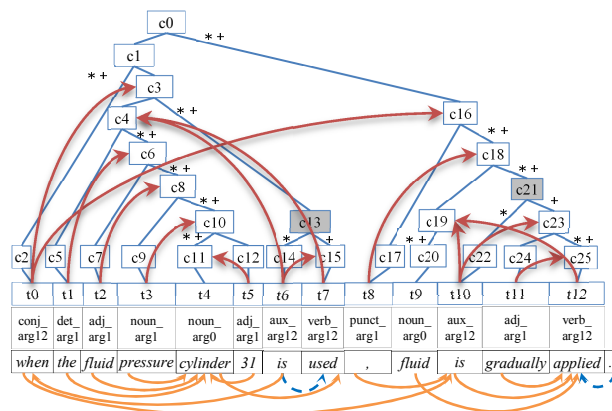 c0
* +
c1
* +
c3
* +
c4
c16
* +
* +
c6
c18
* +
* +
c8
c21
* +
*
+
c10
c13
c19
c23
* +
*
+
* +
+
c2
c5
c7
c9
c11
c12
c14
c15
c17
c20
c22
c24
c25
t0 t1 t2 t3 t4 t5 t6 t7 t8 t9 t10 t11 t12
conj_ det_ adj_ noun_ noun_ adj_ aux_ verb_ punct_ noun_ aux_ adj_ verb_
arg12 arg1 arg1 arg1 arg0 arg1 arg12 arg12 arg1 arg0 arg12 arg1 arg12
when the fluid pressure cylinder 31 is used , fluid is gradually applied .